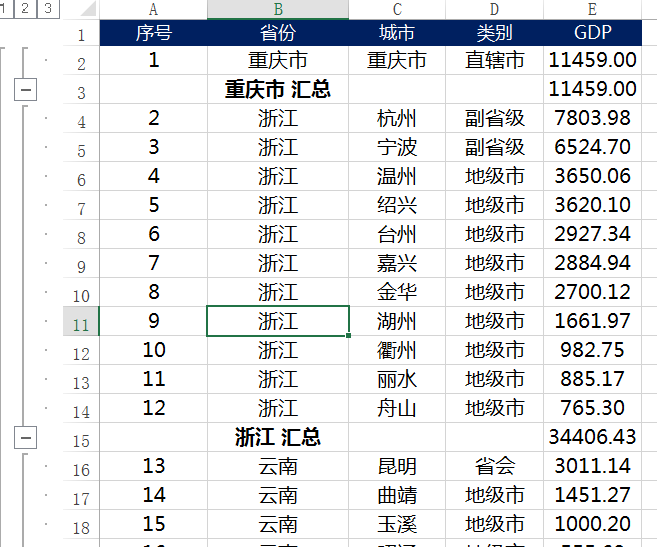 1 2 3 A B C D E
1 序号 省份 城市 类别 GDP
2 1 重庆市 重庆市 直辖市 11459.00
3 重庆市 汇总 11459.00
4 2 浙江 杭州 副省级 7803.98
5 3 浙江 宁波 副省级 6524.70
6 4 浙江 温州 地级市 3650.06
7 5 浙江 绍兴 地级市 3620.10
8 6 浙江 台州 地级市 2927.34
9 7 浙江 嘉兴 地级市 2884.94
10 8 浙江 金华 地级市 2700.12
11 9 浙江 湖州 地级市 1661.97
12 10 浙江 衢州 地级市 982.75
13 11 浙江 丽水 地级市 885.17
14 12 浙江 舟山 地级市 765.30
15 浙江 汇总 34406.43
16 13 云南 昆明 省会 3011.14
17 14 云南 曲靖 地级市 1451.27
18 15 云南 玉溪 地级市 1000.20